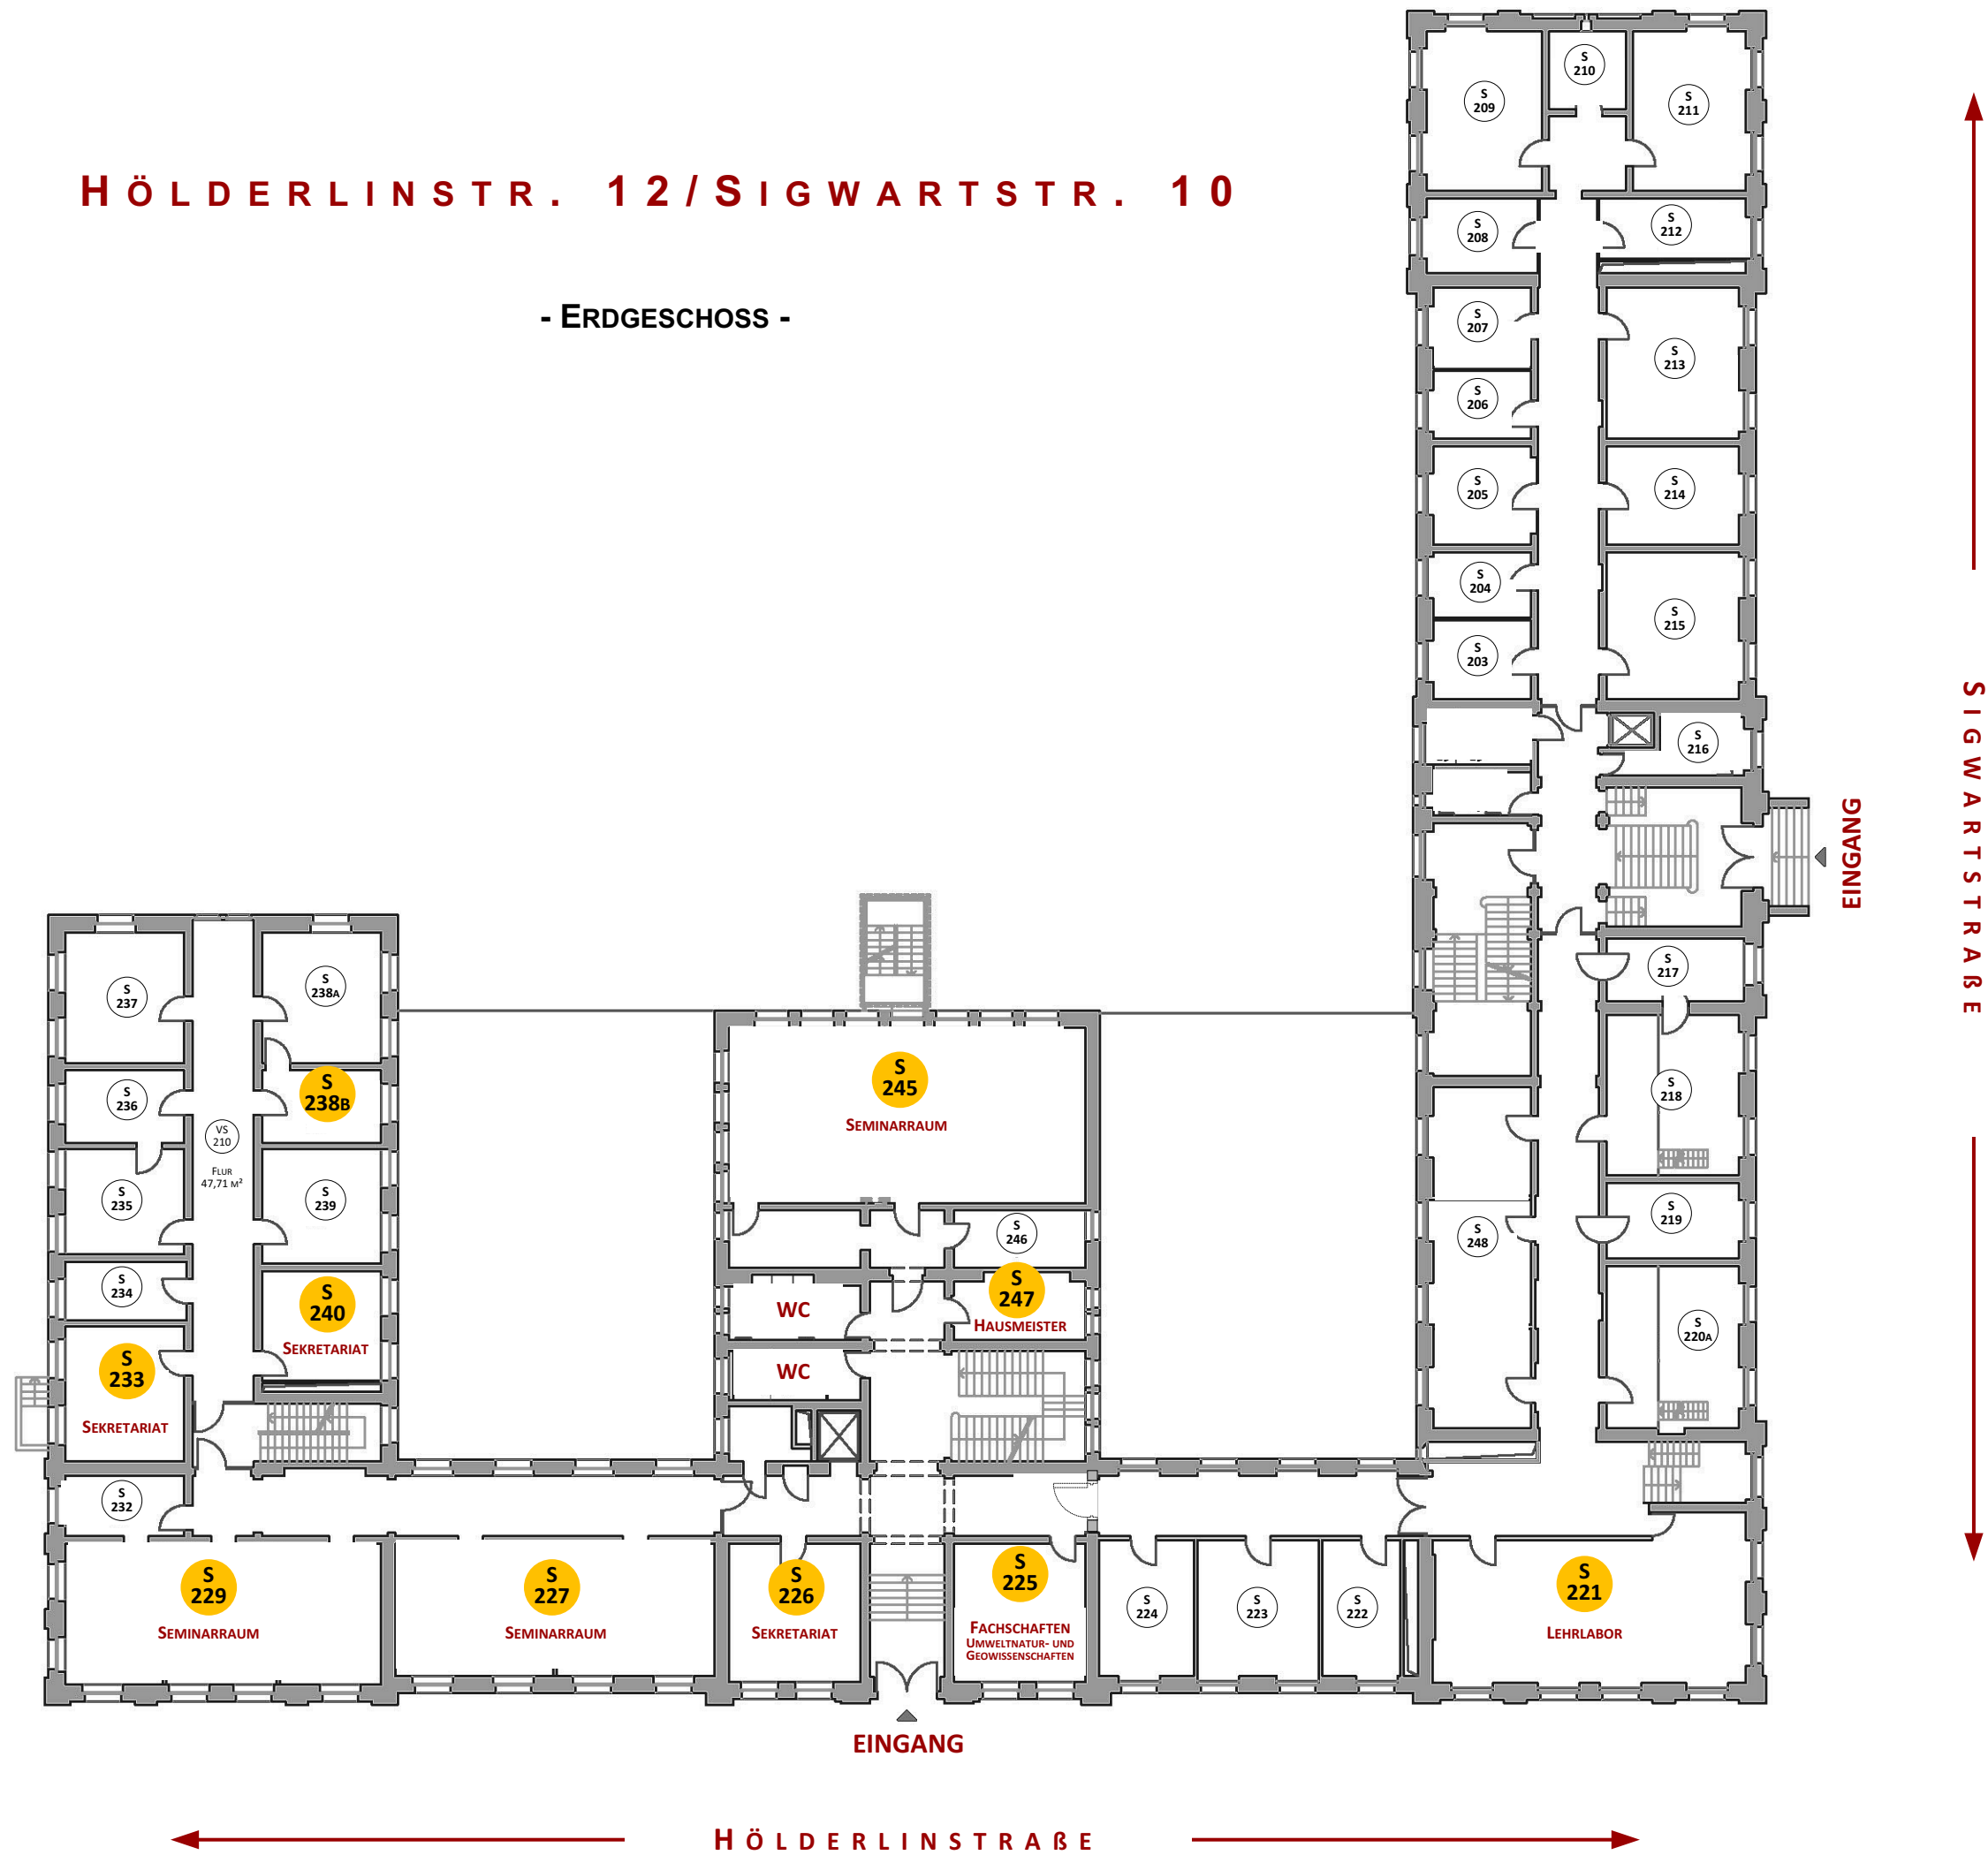 HÖLDERLINSTR. 12/SIGWARTSTR. 10
- ERDGESCHOSS -
S
209
S
210
S
211
S
208
S
212
S
207
S
213
S
206
S
205
S
214
S
204
S
215
S
203
S
216
EINGANG
SIGWARTSTRAßE
S
217
S
218
S
219
S
248
S
220A
S
237
S
238A
S
236
S
238B
VS
210
FLUR
47,71 M²
S
235
S
239
S
234
S
240
SEKRETARIAT
S
233
SEKRETARIAT
S
232
S
245
SEMINARRAUM
S
246
S
247
HAUSMEISTER
WC
WC
S
229
SEMINARRAUM
S
227
SEMINARRAUM
S
226
SEKRETARIAT
S
225
FACHSCHAFTEN
UMWELTNATUR- UND
GEOWISSENSCHAFTEN
S
224
S
223
S
222
S
221
LEHRLABOR
EINGANG
HÖLDERLINSTRAßE